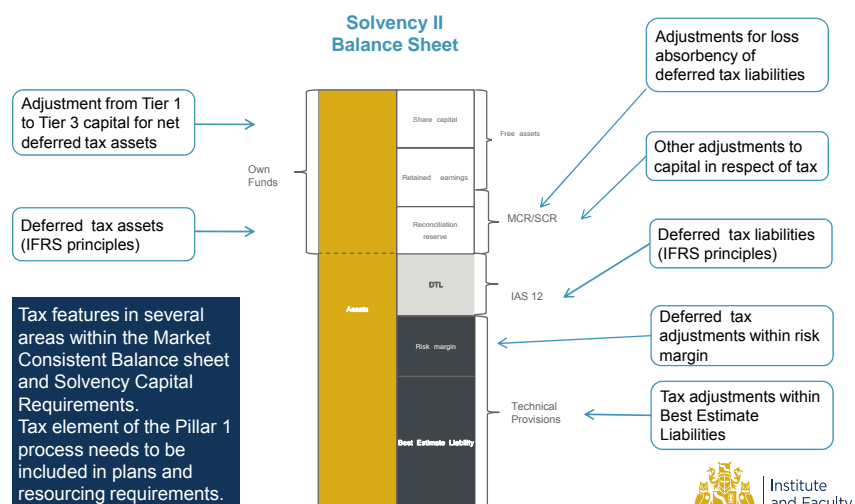 Solvency II
Balance Sheet
Adjustments for loss
absorbency of
deferred tax liabilities
Adjustment from Tier 1
to Tier 3 capital for net
deferred tax assets
Share capital
Free assets
Other adjustments to
capital in respect of tax
Own
Funds
Retained earnings
MCR/SCR
Deferred tax assets
(IFRS principles)
Reconciliation
reserve
Deferred tax liabilities
(IFRS principles)
DTL
IAS 12
Assets
Tax features in several
areas within the Market
Consistent Balance sheet
and Solvency Capital
Requirements.
Tax element of the Pillar 1
process needs to be
included in plans and
resourcing requirements.
Risk margin
Deferred tax
adjustments within risk
margin
Technical
Provisions
Tax adjustments within
Best Estimate
Liabilities
Best Estimate Liability
Institute
and Faculty